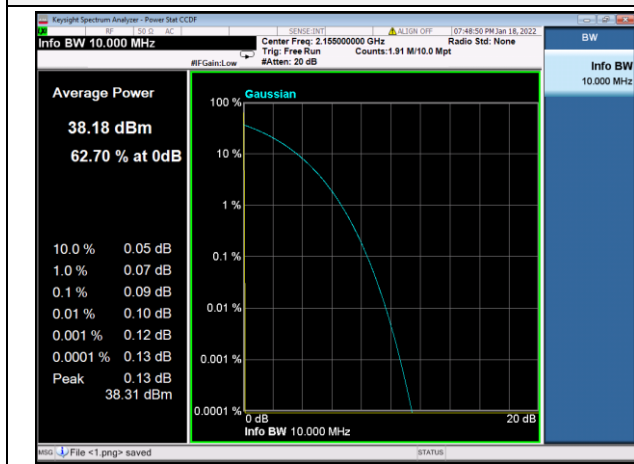 Keysight Spectrum Analyzer - Power Stat CCDF
RF 50 Ω AC SENSE:INT ALIGN OFF 07:48:50 PM Jan 18, 2022
Info BW 10.000 MHz
Center Freq: 2.155000000 GHz Radio Std: None
Trig: Free Run Counts:1.91 M/10.0 Mpt
#IFGain:Low #Atten: 20 dB
BW
Info BW
10.000 MHz
Average Power
38.18 dBm
62.70 % at 0dB
10.0 % 0.05 dB
1.0 % 0.07 dB
0.1 % 0.09 dB
0.01 % 0.10 dB
0.001 % 0.12 dB
0.0001 % 0.13 dB
Peak 0.13 dB
38.31 dBm
Gaussian
100 %
10 %
1 %
0.1 %
0.01 %
0.001 %
0.0001 %
0 dB 20 dB
Info BW 10.000 MHz
MSG File <1.png> saved STATUS